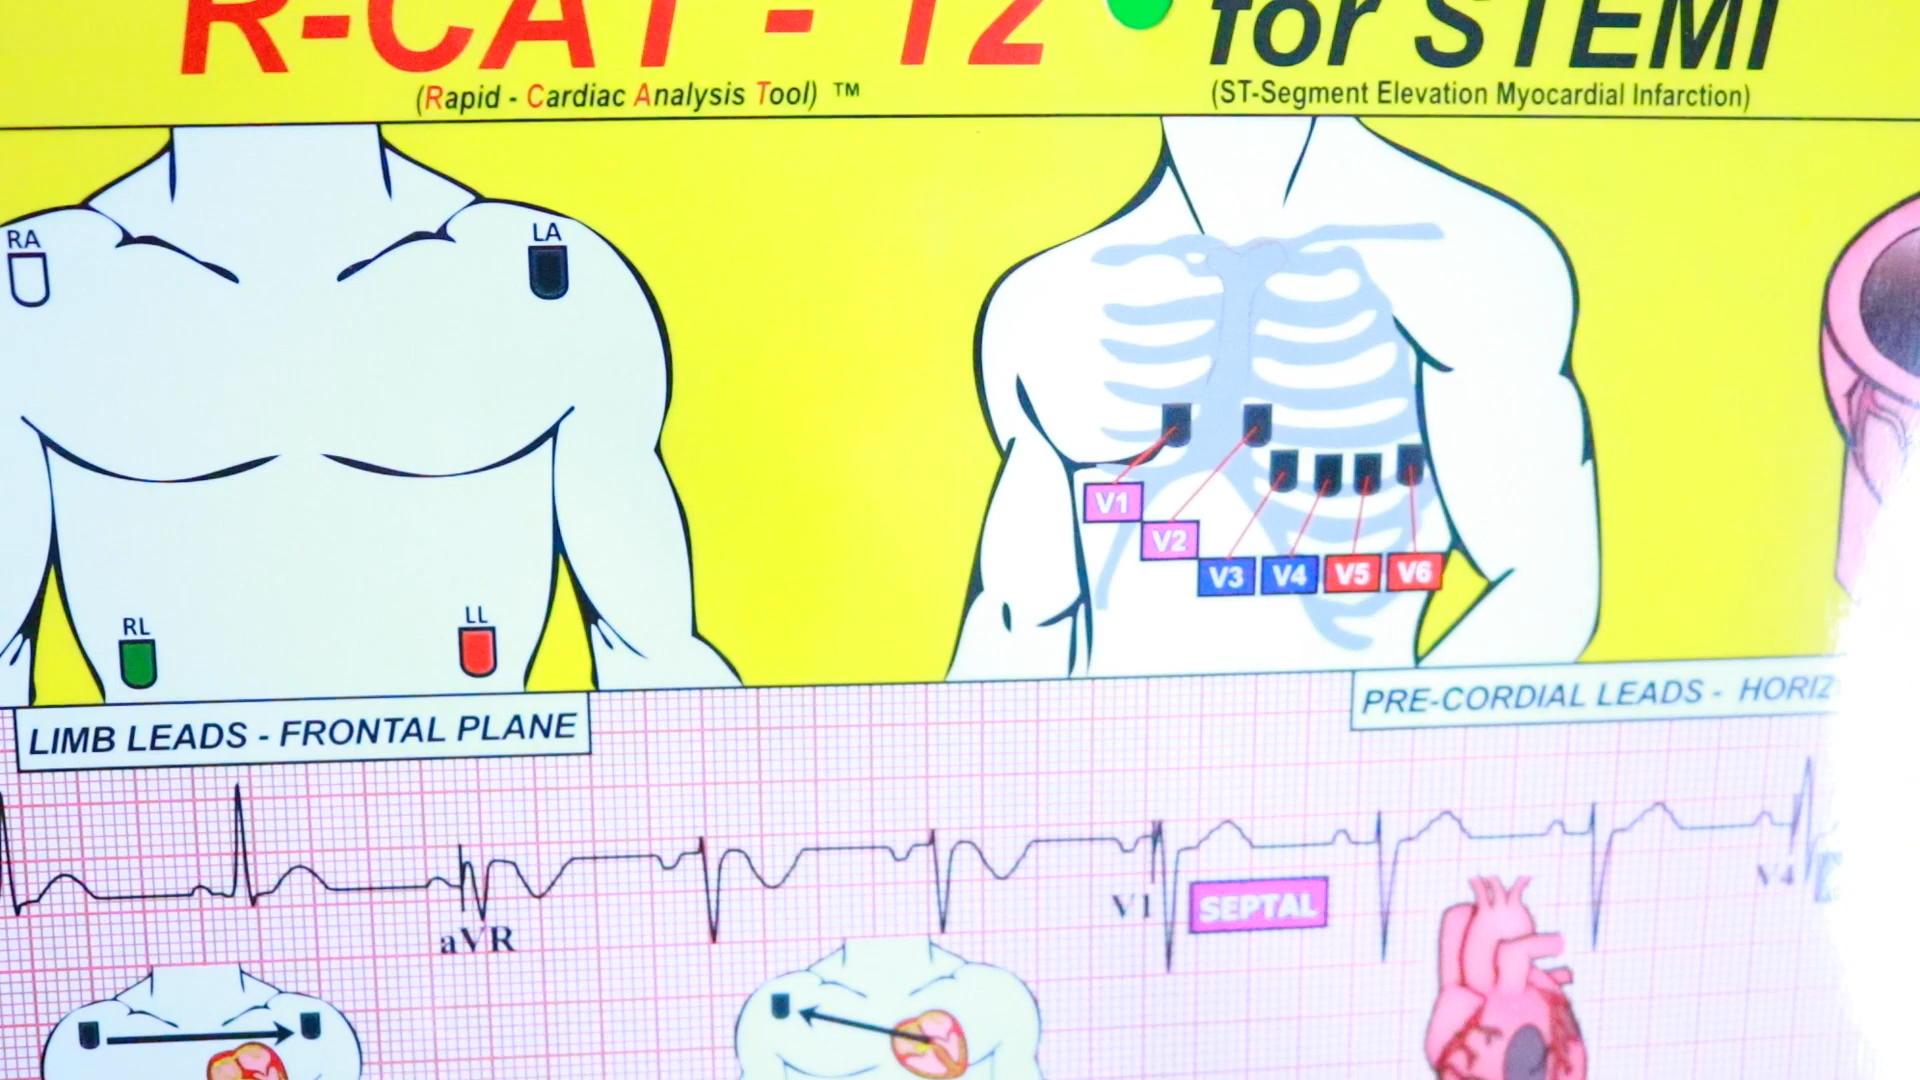 R-CAT - 12 for STEMI
(Rapid - Cardiac Analysis Tool) ™ (ST-Segment Elevation Myocardial Infarction)
RA
LA
V1
V2
V3 V4 V5 V6
RL
LL
LIMB LEADS - FRONTAL PLANE
PRE-CORDIAL LEADS -
aVR
V1
SEPTAL
V4